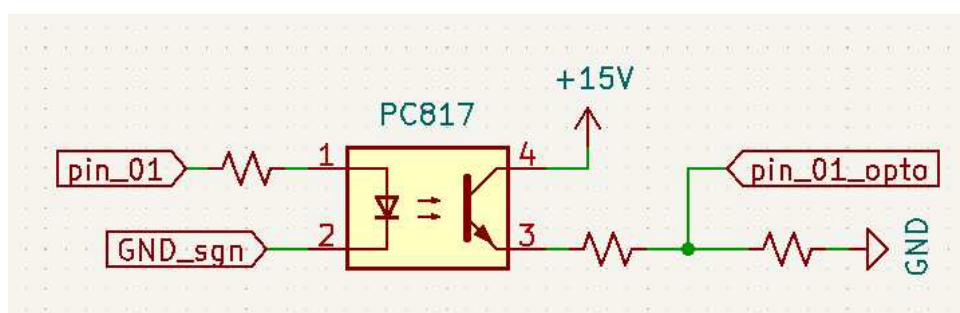 +15V
PC817
pin_01
1
4
pin_01_opto
GND_sgn
2
3
GND